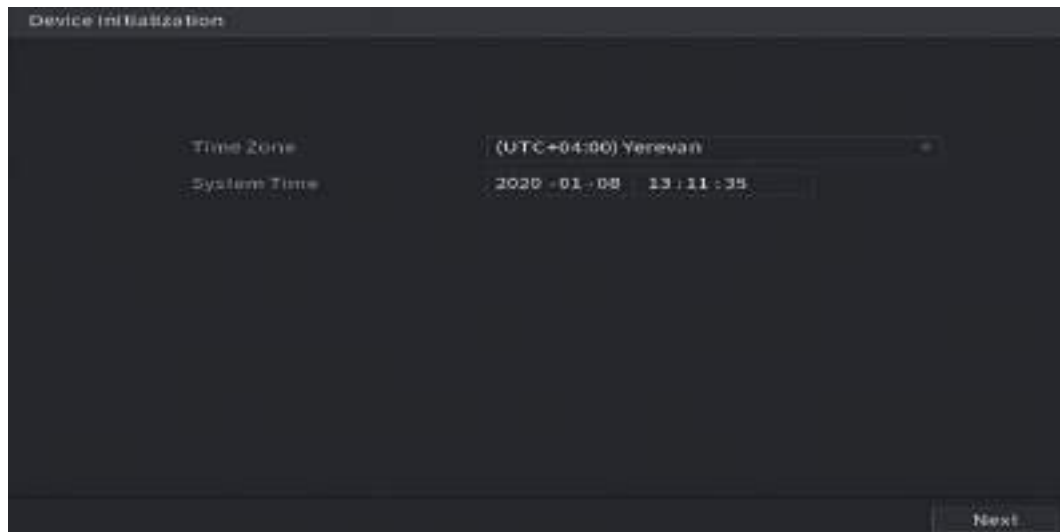 Device Initialization
Time Zone (UTC+04:00) Yerevan
System Time 2020 -01 -08 13 : 11 : 35
Next